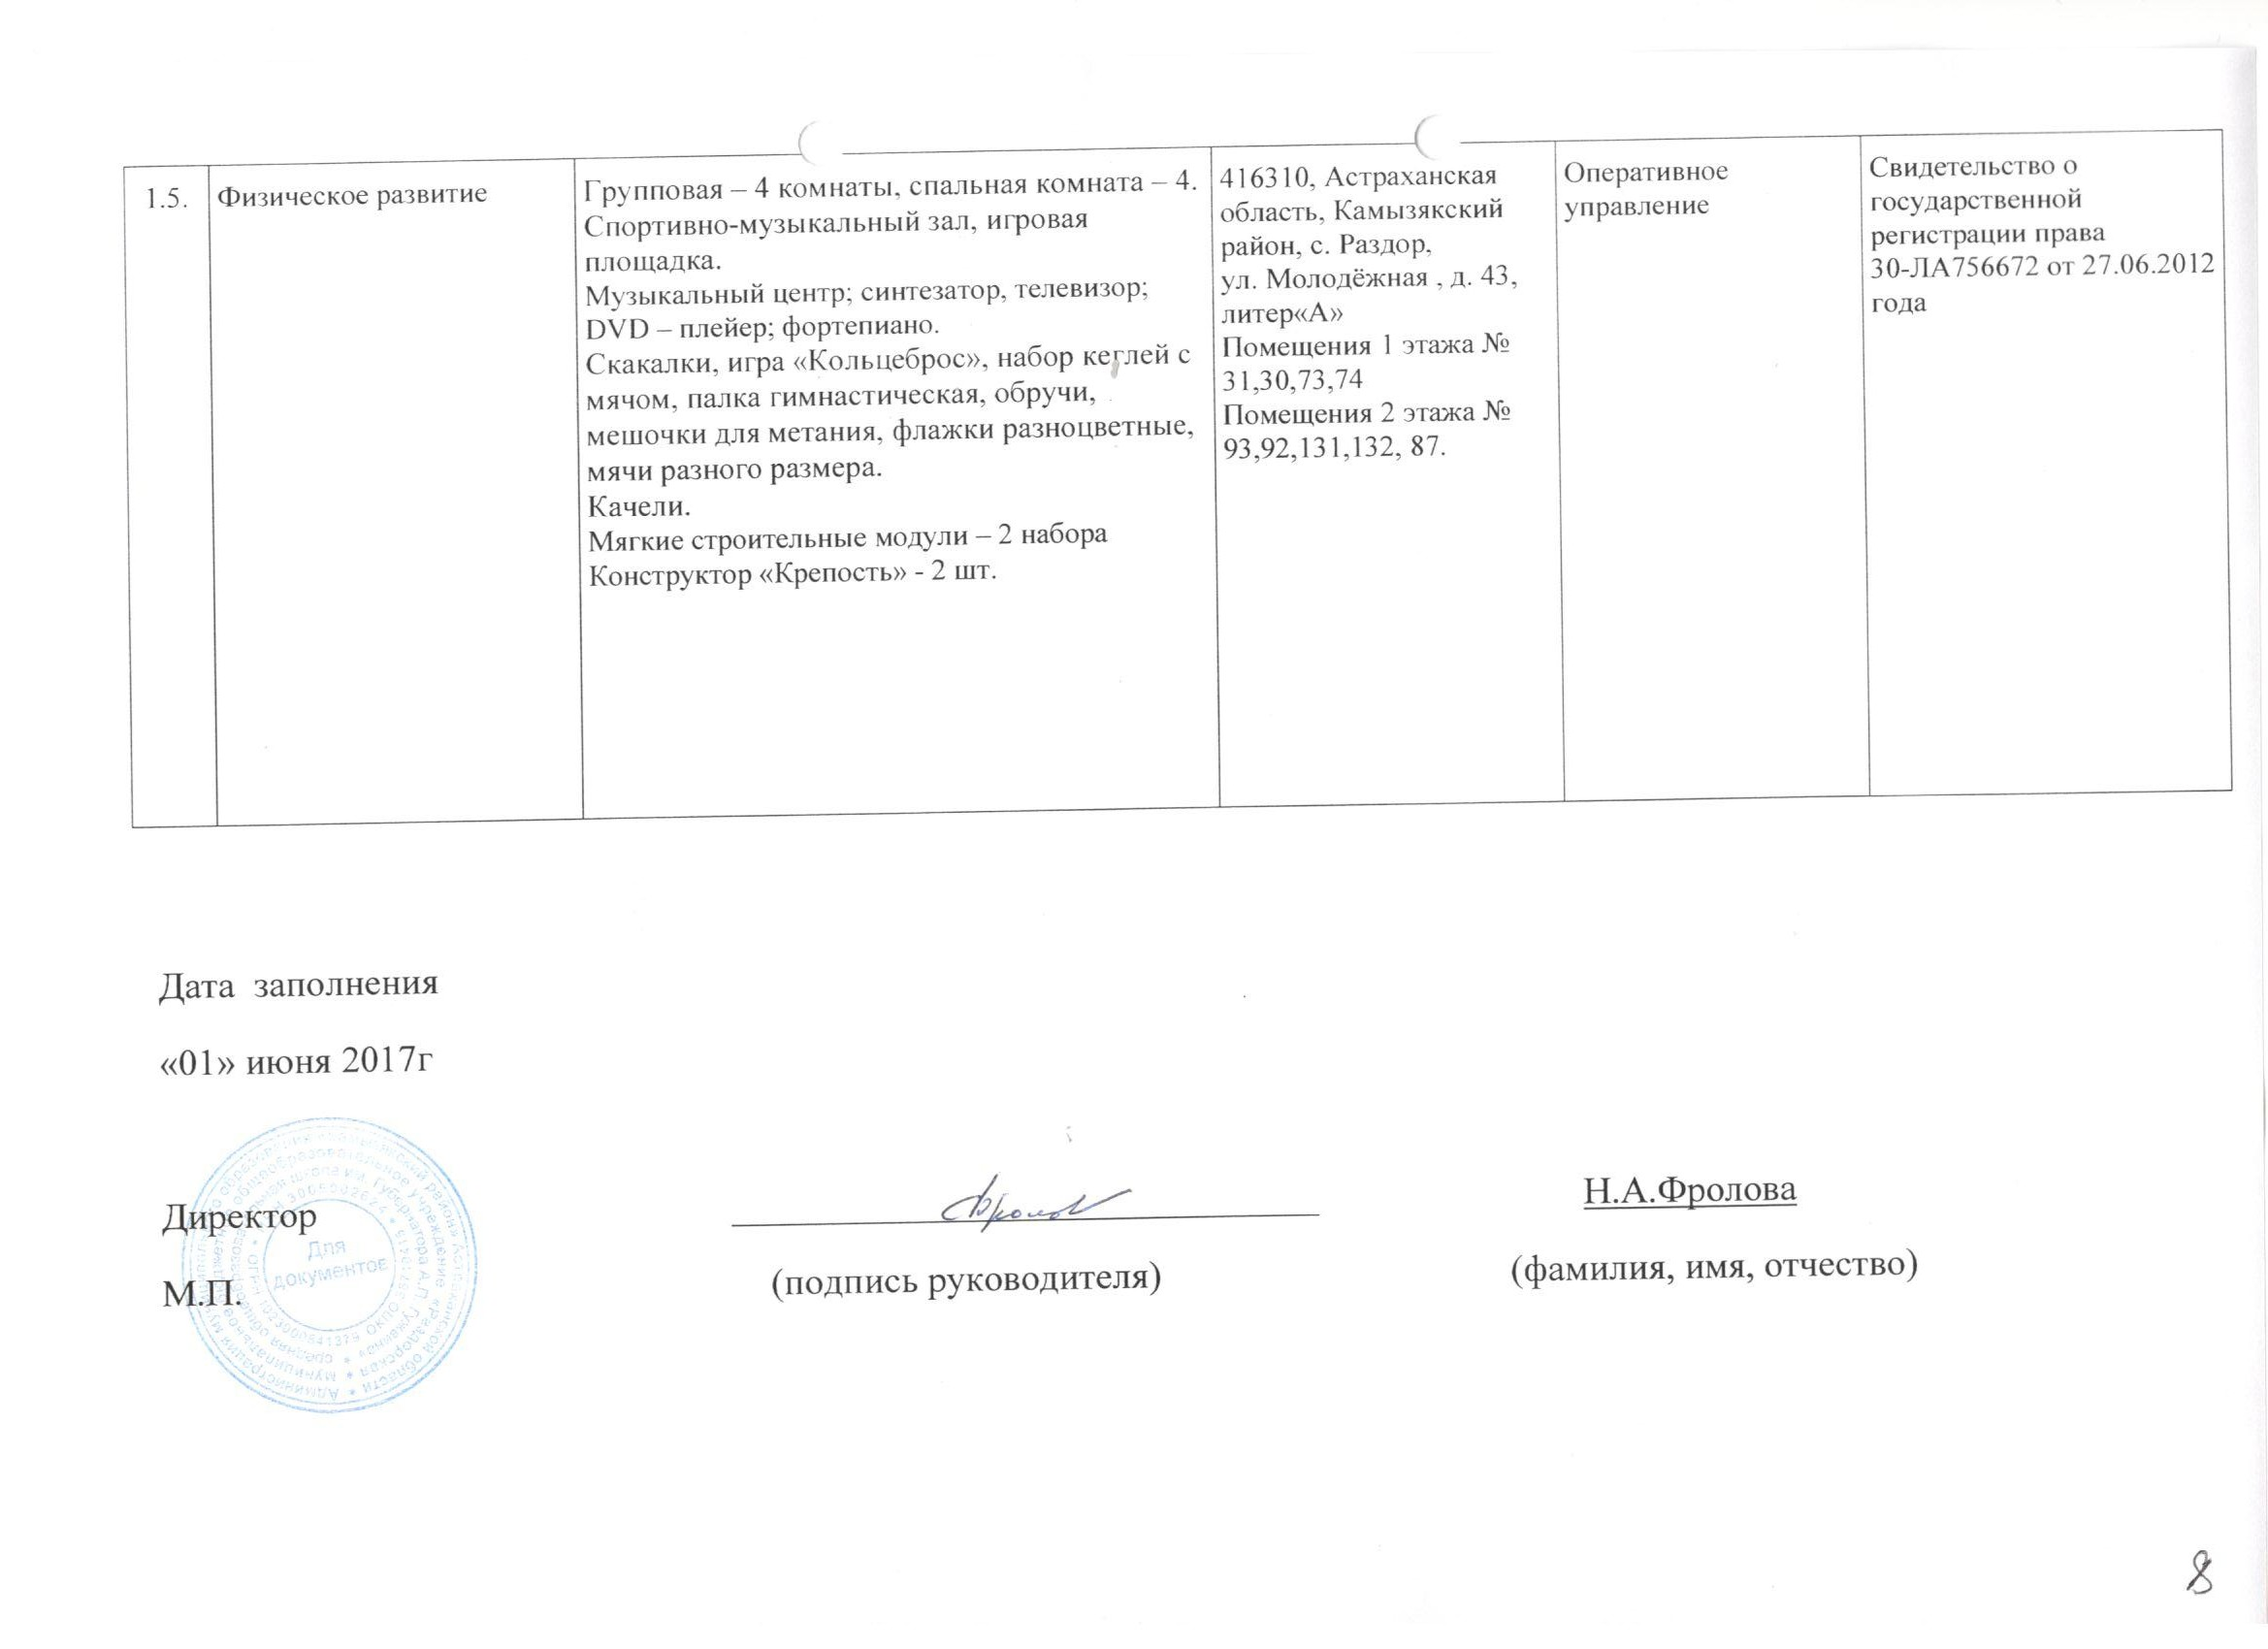 1.5.
Физическое развитие
Групповая – 4 комнаты, спальная комната – 4.
Спортивно-музыкальный зал, игровая
площадка.
Музыкальный центр; синтезатор, телевизор;
DVD – плейер; фортепиано.
Скакалки, игра «Кольцеброс», набор кеглей с
мячом, палка гимнастическая, обручи,
мешочки для метания, флажки разноцветные,
мячи разного размера.
Качели.
Мягкие строительные модули – 2 набора
Конструктор «Крепость» - 2 шт.
416310, Астраханская
область, Камызякский
район, с. Раздор,
ул. Молодёжная , д. 43,
литер«А»
Помещения 1 этажа №
31,30,73,74
Помещения 2 этажа №
93,92,131,132, 87.
Оперативное
управление
Свидетельство о
государственной
регистрации права
30-ЛА756672 от 27.06.2012
года
Дата заполнения
«01» июня 2017г
Директор
Н.А.Фролова
М.П.
(подпись руководителя)
(фамилия, имя, отчество)
Для
документов
8